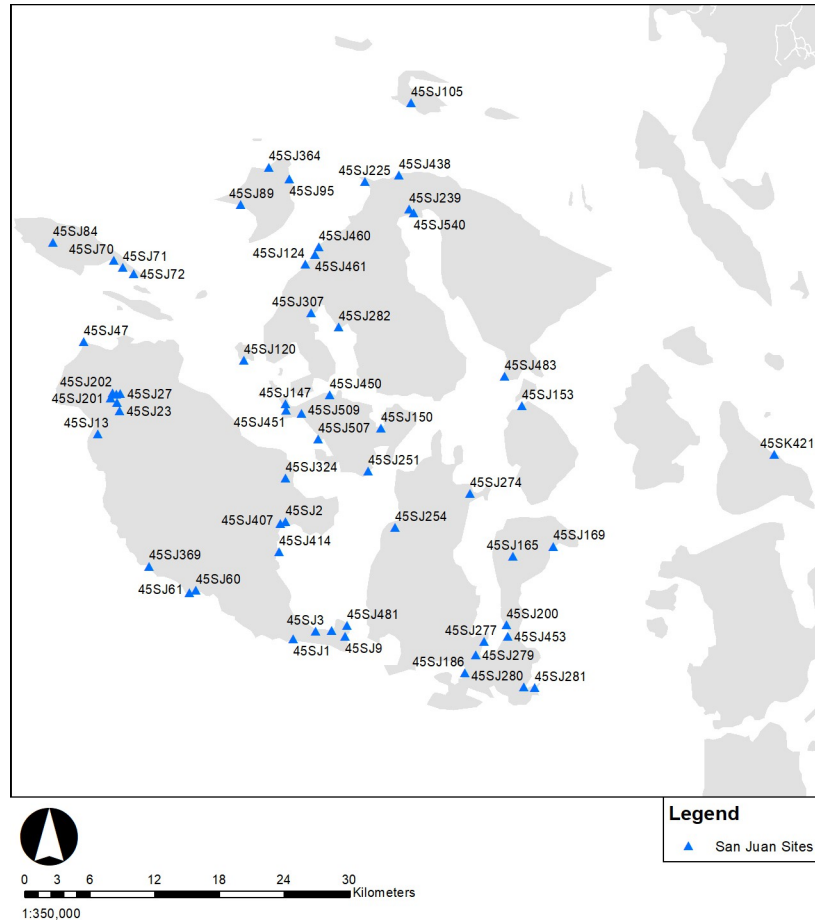 45SJ105
45SJ364
45SJ225
45SJ438
45SJ95
45SJ89
45SJ239
45SJ540
45SJ84
45SJ460
45SJ70
45SJ71
45SJ124
45SJ461
45SJ72
45SJ307
45SJ282
45SJ47
45SJ120
45SJ483
45SJ202
45SJ27
45SJ450
45SJ147
45SJ153
45SJ201
45SJ23
45SJ451
45SJ509
45SJ150
45SJ13
45SJ507
45SK421
45SJ251
45SJ324
45SJ274
45SJ2
45SJ407
45SJ254
45SJ414
45SJ169
45SJ165
45SJ369
45SJ60
45SJ61
45SJ200
45SJ3
45SJ481
45SJ277
45SJ453
45SJ1
45SJ9
45SJ279
45SJ186
45SJ280
45SJ281
Legend
San Juan Sites
0 3 6 12 18 24 30
Kilometers
1:350,000